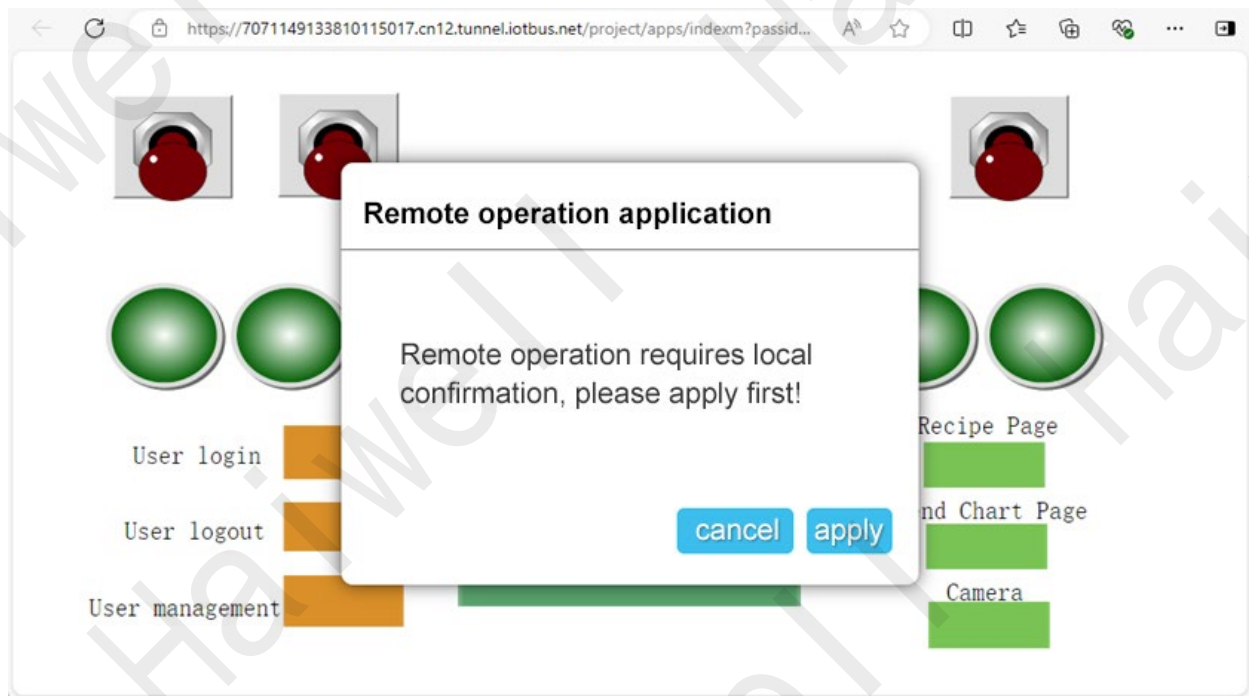 https://7071149133810115017.cn12.tunnel.iotbus.net/project/apps/indexm?passid...
Remote operation application
Remote operation requires local
confirmation, please apply first!
cancel apply
User login
User logout
User management
Recipe Page
nd Chart Page
Camera
Haiwell